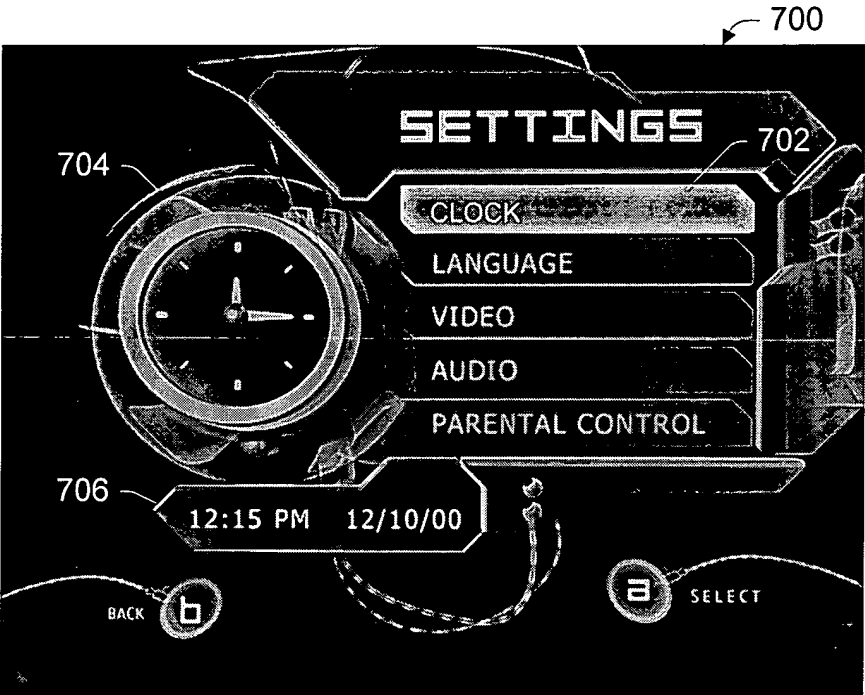 700
SETTINGS
702
704
CLOCK
LANGUAGE
VIDEO
AUDIO
PARENTAL CONTROL
706
12:15 PM 12/10/00
BACK b
a SELECT